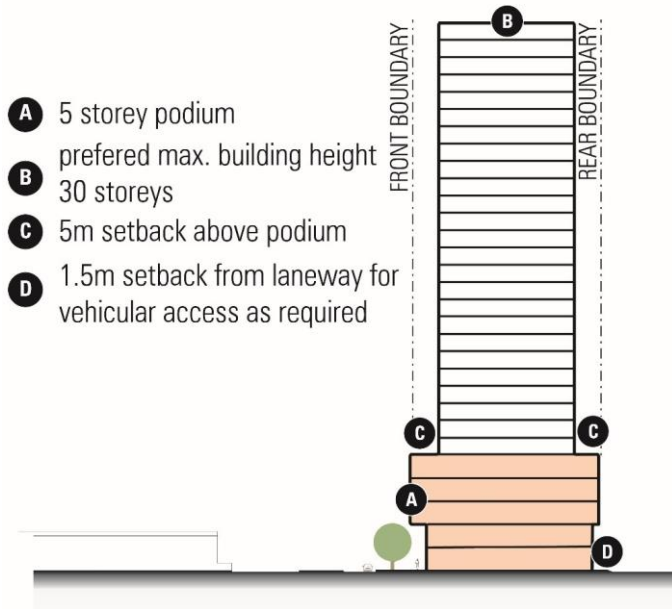 A 5 storey podium
B prefered max. building height
30 storeys
C 5m setback above podium
D 1.5m setback from laneway for
vehicular access as required
FRONT BOUNDARY
B
REAR BOUNDARY
C
C
A
D